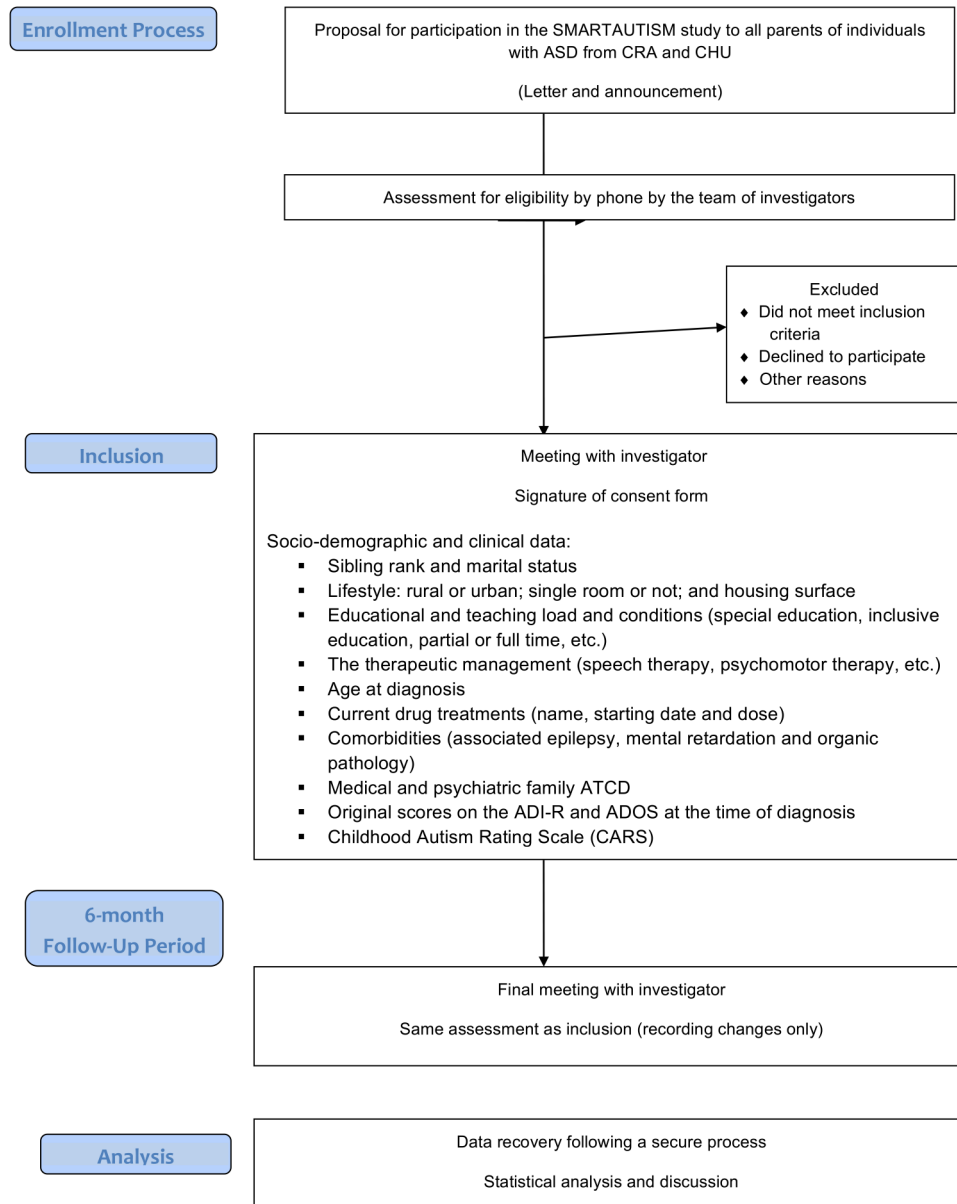 Enrollment Process
Proposal for participation in the SMARTAUTISM study to all parents of individuals
with ASD from CRA and CHU
(Letter and announcement)
Assessment for eligibility by phone by the team of investigators
Excluded
♦ Did not meet inclusion
criteria
♦ Declined to participate
♦ Other reasons
Inclusion
Meeting with investigator
Signature of consent form
Socio-demographic and clinical data:
▪ Sibling rank and marital status
▪ Lifestyle: rural or urban; single room or not; and housing surface
▪ Educational and teaching load and conditions (special education, inclusive
education, partial or full time, etc.)
▪ The therapeutic management (speech therapy, psychomotor therapy, etc.)
▪ Age at diagnosis
▪ Current drug treatments (name, starting date and dose)
▪ Comorbidities (associated epilepsy, mental retardation and organic
pathology)
▪ Medical and psychiatric family ATCD
▪ Original scores on the ADI-R and ADOS at the time of diagnosis
▪ Childhood Autism Rating Scale (CARS)
6-month
Follow-Up Period
Final meeting with investigator
Same assessment as inclusion (recording changes only)
Analysis
Data recovery following a secure process
Statistical analysis and discussion